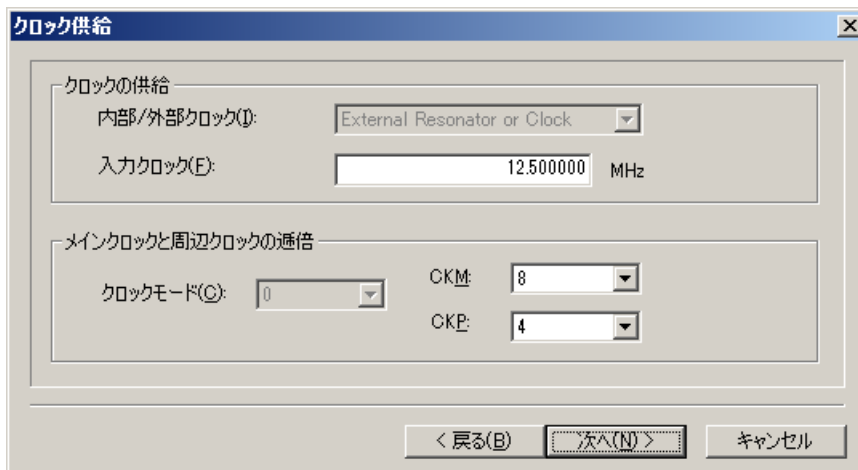 クロック供給
クロックの供給
内部/外部クロック(I): External Resonator or Clock
入力クロック(F): 12.500000 MHz
メインクロックと周辺クロックの逓倍
クロックモード(C): 0 CKM: 8
CKP: 4
< 戻る(B) 次へ(N) > キャンセル